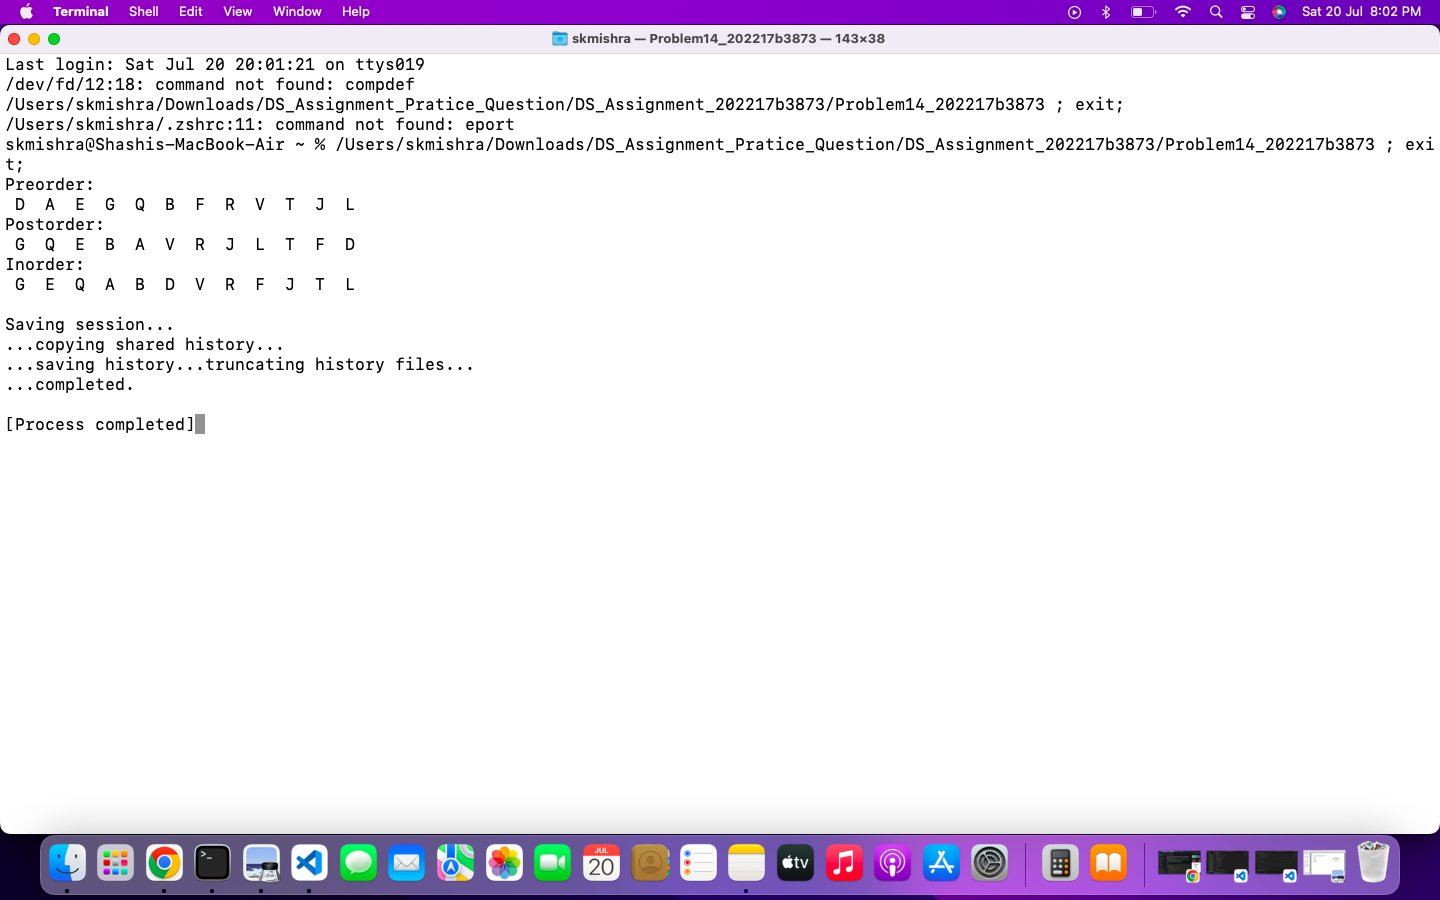 Terminal Shell Edit View Window Help Sat 20 Jul 8:02 PM
skmishra — Problem14_202217b3873 — 143×38
Last login: Sat Jul 20 20:01:21 on ttys019
/dev/fd/12:18: command not found: compdef
/Users/skmishra/Downloads/DS_Assignment_Pratice_Question/DS_Assignment_202217b3873/Problem14_202217b3873 ; exit;
/Users/skmishra/.zshrc:11: command not found: eport
skmishra@Shashis-MacBook-Air ~ % /Users/skmishra/Downloads/DS_Assignment_Pratice_Question/DS_Assignment_202217b3873/Problem14_202217b3873 ; exi
t;
Preorder:
D A E G Q B F R V T J L
Postorder:
G Q E B A V R J L T F D
Inorder:
G E Q A B D V R F J T L
Saving session...
...copying shared history...
...saving history...truncating history files...
...completed.
[Process completed]
JUL
20
tv